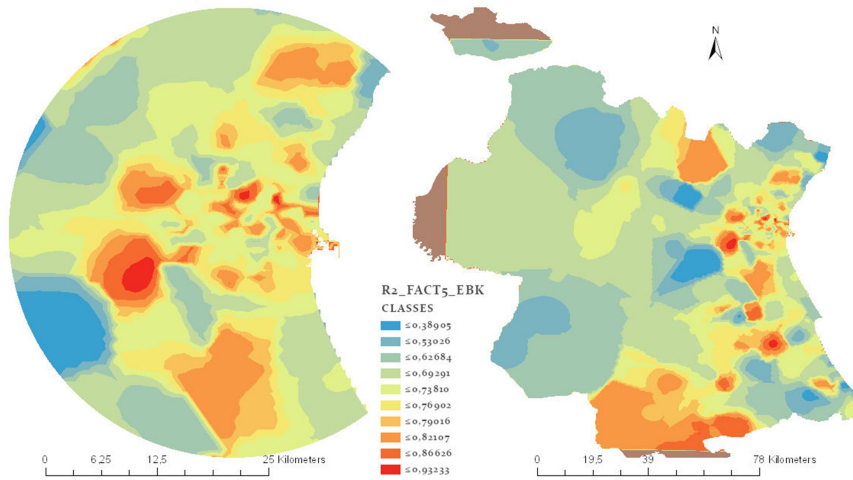 N
R2_FACT5_EBK
CLASSES
≤0,38905
≤0,53026
≤0,62684
≤0,69291
≤0,73810
≤0,76902
≤0,79016
≤0,82107
≤0,86626
≤0,93233
0 6.25 12.5 25 Kilometers
0 19.5 39 78 Kilometers